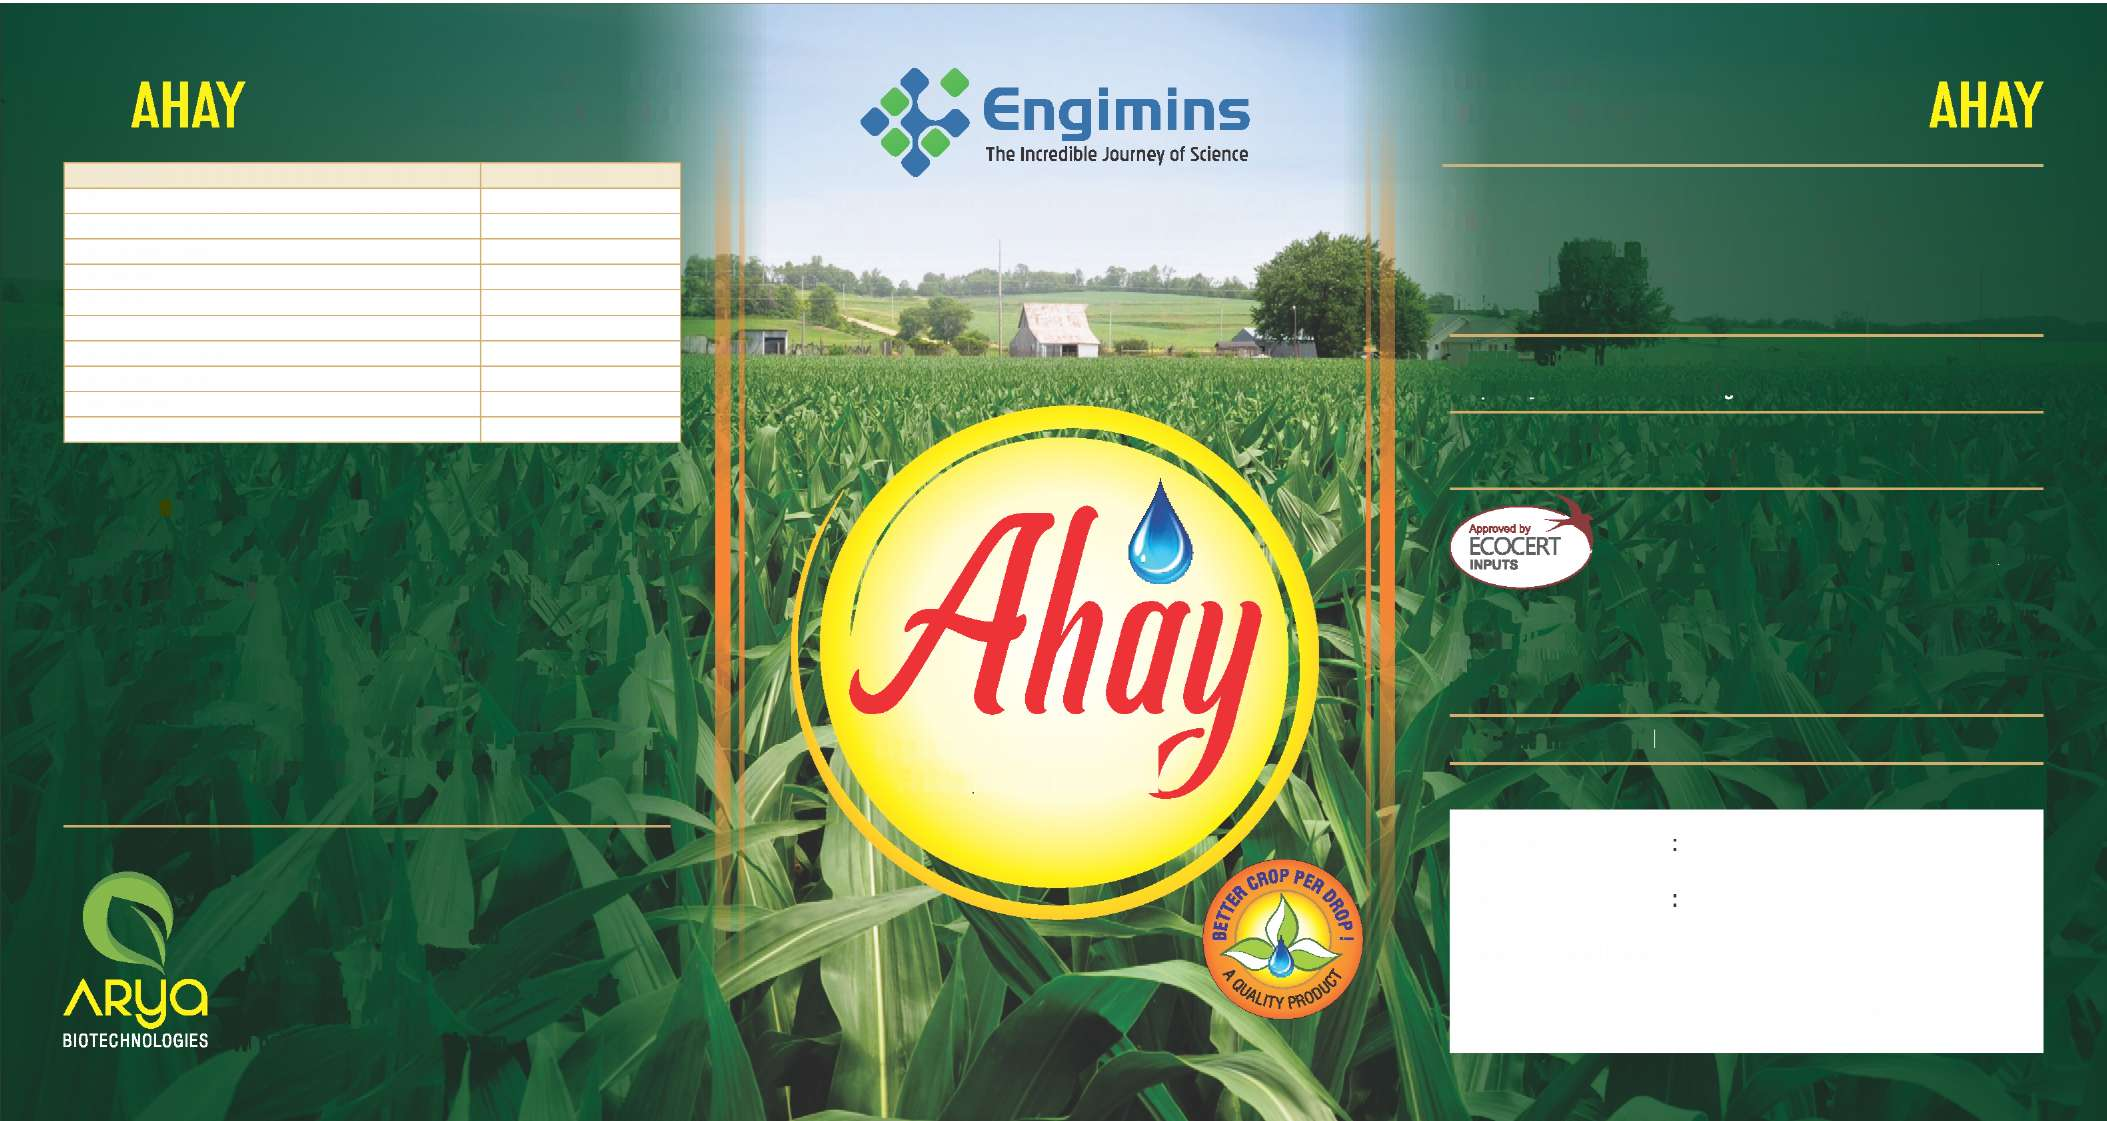 AHAY
Engimins
The Incredible Journey of Science
AHAY
Ahay
Approved by
ECOCERT
INPUTS
:
:
BETTER CROP PER DROP !
A QUALITY PRODUCT
ARYA
BIOTECHNOLOGIES